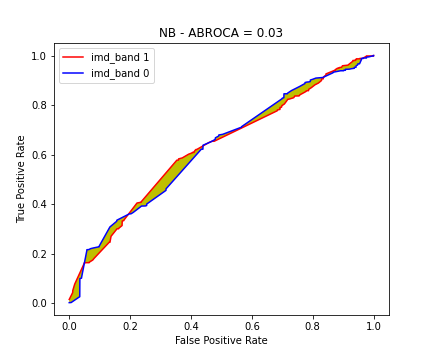 NB - ABROCA = 0.03
imd_band 1
imd_band 0
True Positive Rate
1.0
0.8
0.6
0.4
0.2
0.0
0.0 0.2 0.4 0.6 0.8 1.0
False Positive Rate